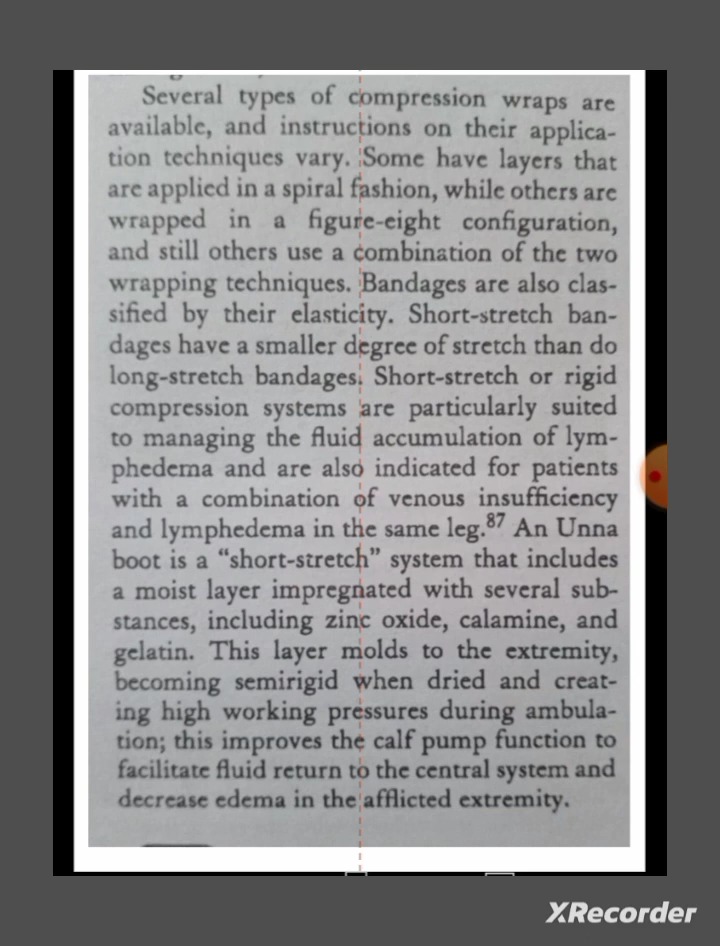 Several types of compression wraps are
available, and instructions on their applica-
tion techniques vary. Some have layers that
are applied in a spiral fashion, while others are
wrapped in a figure-eight configuration,
and still others use a combination of the two
wrapping techniques. Bandages are also clas-
sified by their elasticity. Short-stretch ban-
dages have a smaller degree of stretch than do
long-stretch bandages. Short-stretch or rigid
compression systems are particularly suited
to managing the fluid accumulation of lym-
phedema and are also indicated for patients
with a combination of venous insufficiency
and lymphedema in the same leg.87 An Unna
boot is a “short-stretch” system that includes
a moist layer impregnated with several sub-
stances, including zinc oxide, calamine, and
gelatin. This layer molds to the extremity,
becoming semirigid when dried and creat-
ing high working pressures during ambula-
tion; this improves the calf pump function to
facilitate fluid return to the central system and
decrease edema in the afflicted extremity.
XRecorder